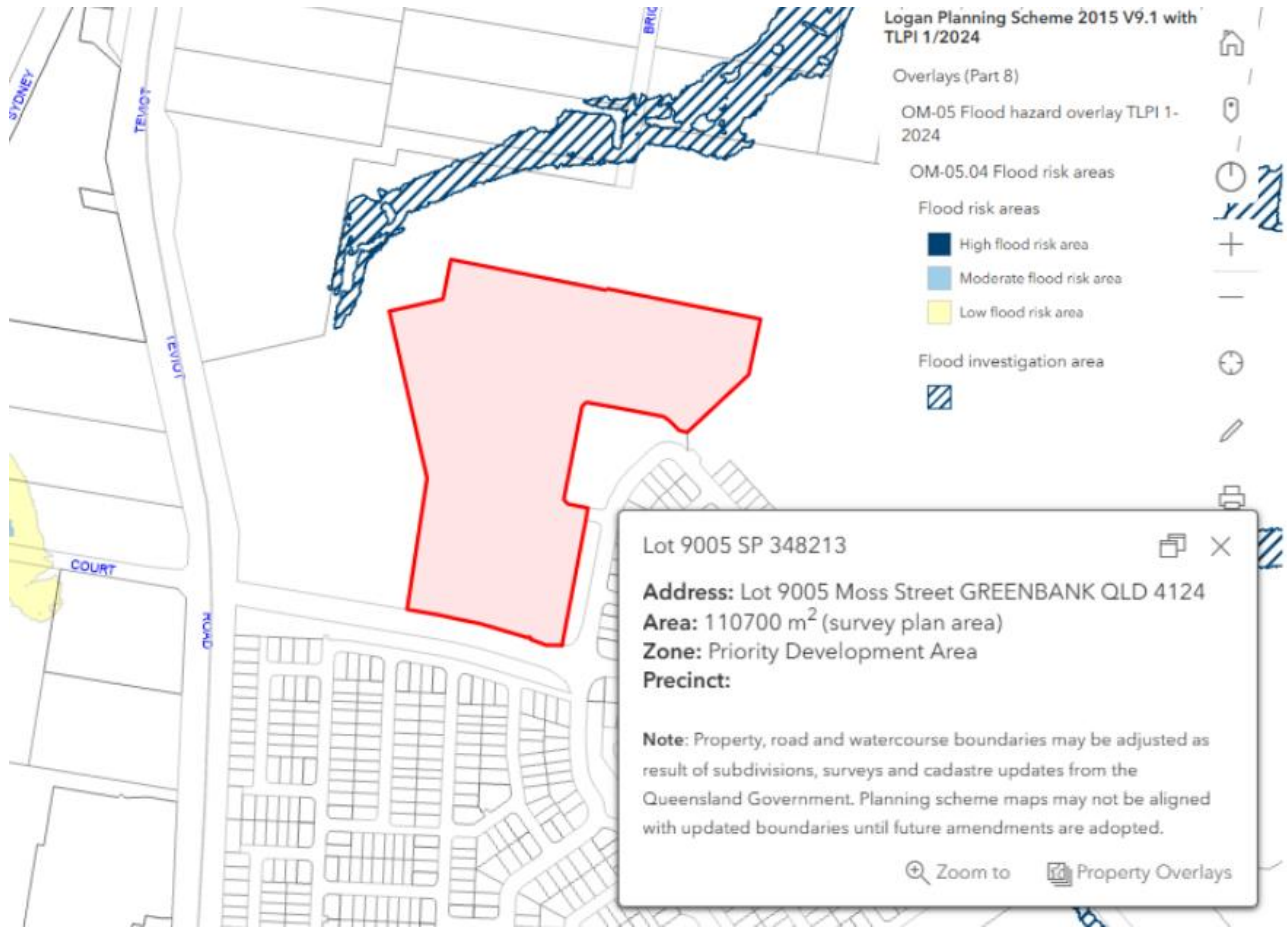 Logan Planning Scheme 2015 V9.1 with
TLPI 1/2024
Overlays (Part 8)
OM-05 Flood hazard overlay TLPI 1-
2024
OM-05.04 Flood risk areas
Flood risk areas
High flood risk area
Moderate flood risk area
Low flood risk area
Flood investigation area
SYDNEY
TEVIOT
BRIG
TEVIOT
COURT
ROAD
Lot 9005 SP 348213
Address: Lot 9005 Moss Street GREENBANK QLD 4124
Area: 110700 m² (survey plan area)
Zone: Priority Development Area
Precinct:
Note: Property, road and watercourse boundaries may be adjusted as
result of subdivisions, surveys and cadastre updates from the
Queensland Government. Planning scheme maps may not be aligned
with updated boundaries until future amendments are adopted.
Zoom to
Property Overlays